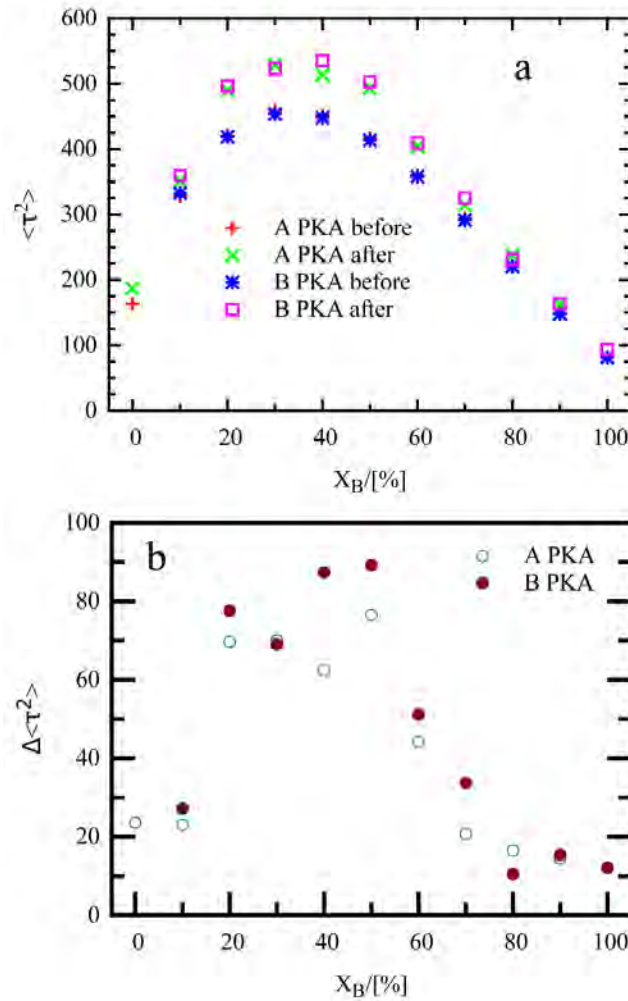 600
500
400
300
200
100
0
<τ²>
a
A PKA before
A PKA after
B PKA before
B PKA after
0 20 40 60 80 100
X_B/[%]
100
80
60
40
20
0
Δ<τ²>
b
A PKA
B PKA
0 20 40 60 80 100
X_B/[%]